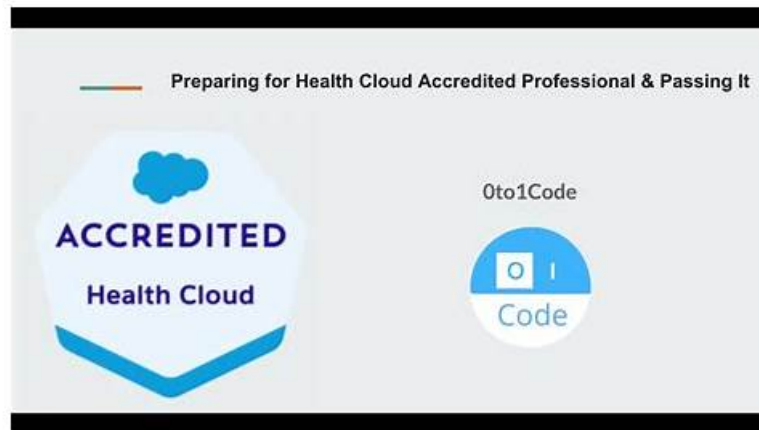 Preparing for Health Cloud Accredited Professional & Passing It
ACCREDITED
Health Cloud
0to1Code
O I
Code